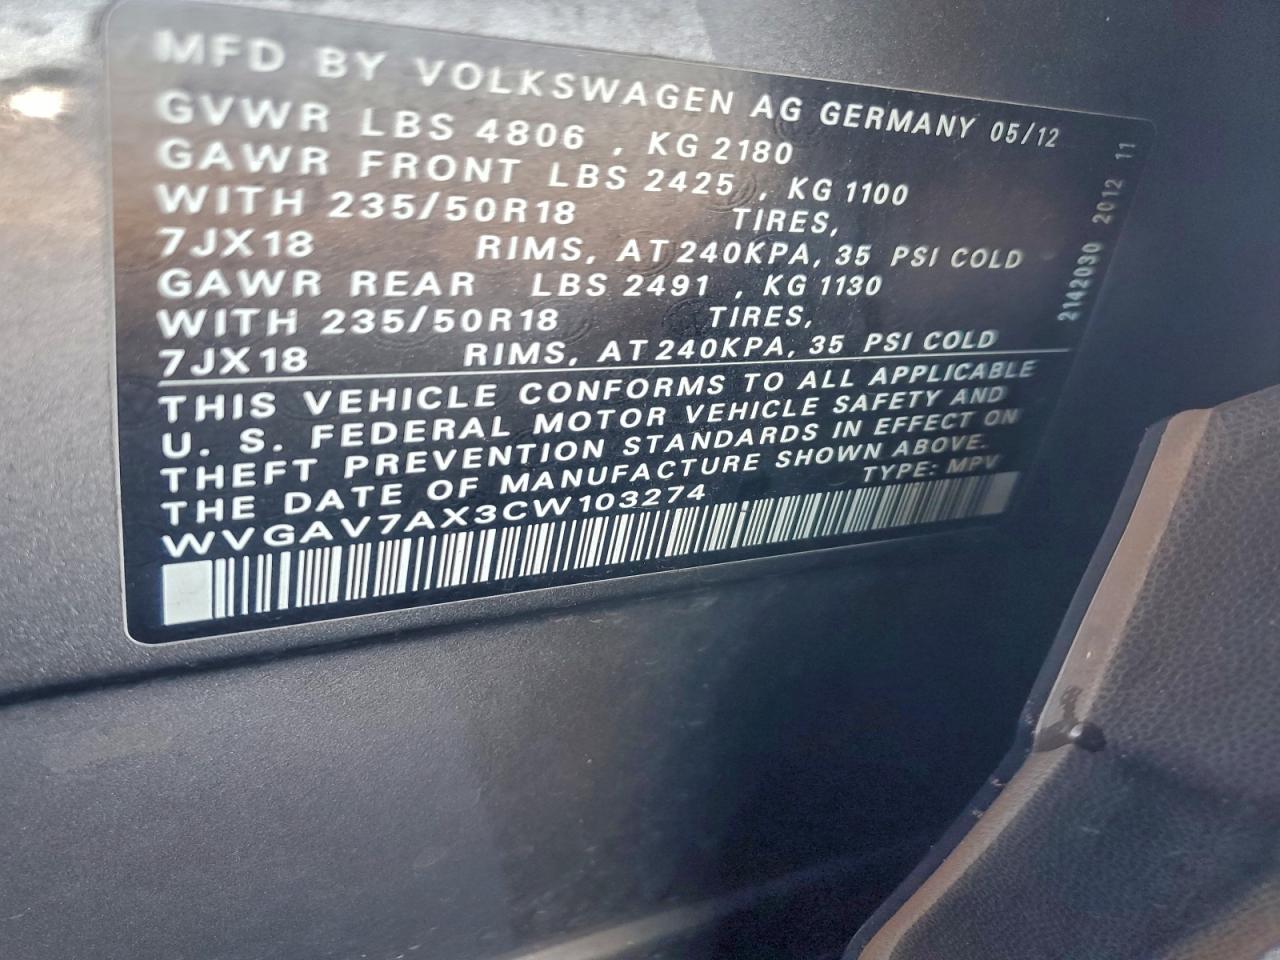 MFD BY VOLKSWAGEN AG GERMANY 05/12
GVWR LBS 4806 , KG 2180
GAWR FRONT LBS 2425 , KG 1100
WITH 235/50R18 TIRES,
7JX18 RIMS, AT 240KPA, 35 PSI COLD
GAWR REAR LBS 2491 , KG 1130
WITH 235/50R18 TIRES,
7JX18 RIMS, AT 240KPA, 35 PSI COLD
THIS VEHICLE CONFORMS TO ALL APPLICABLE
U. S. FEDERAL MOTOR VEHICLE SAFETY AND
THEFT PREVENTION STANDARDS IN EFFECT ON
THE DATE OF MANUFACTURE SHOWN ABOVE.
WVGAV7AX3CW103274 TYPE: MPV
2142030 2012 11